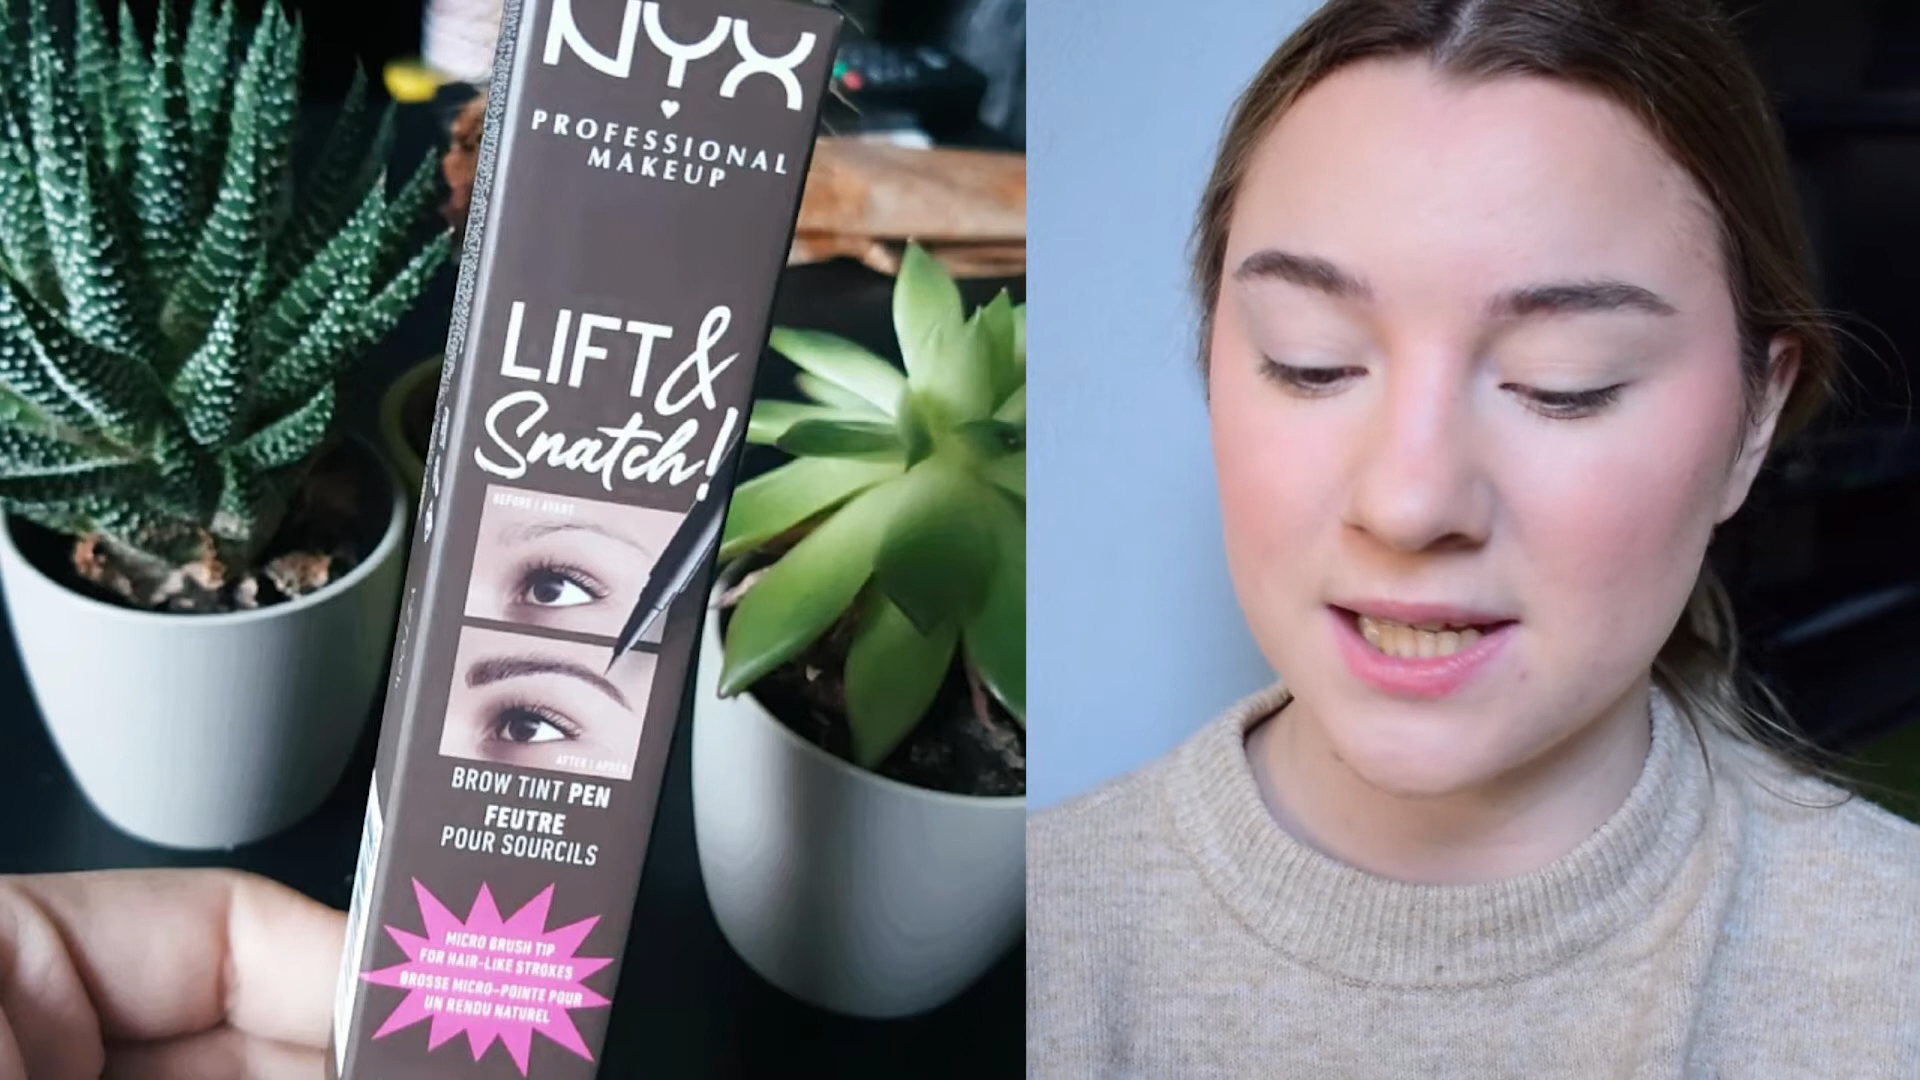 NYX
PROFESSIONAL
MAKEUP
LIFT &
Snatch!
BEFORE | AVANT
AFTER | APRÈS
BROW TINT PEN
FEUTRE
POUR SOURCILS
MICRO BRUSH TIP
FOR HAIR-LIKE STROKES
BROSSE MICRO-POINTE POUR
UN RENDU NATUREL